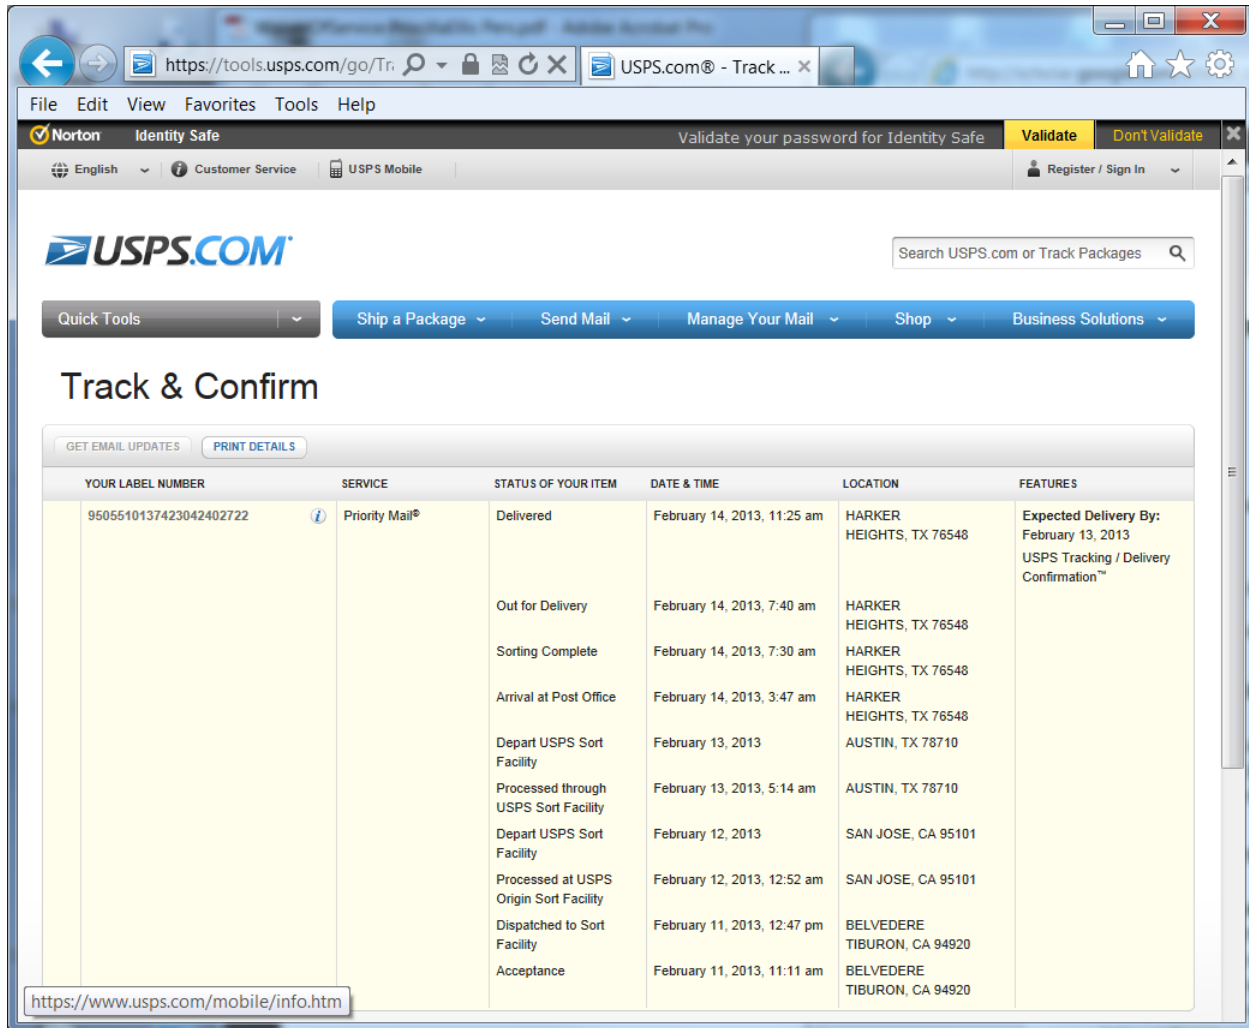 https://tools.usps.com/go/Tr
USPS.com® - Track ...
File Edit View Favorites Tools Help
Norton Identity Safe Validate your password for Identity Safe Validate Don't Validate
English Customer Service USPS Mobile Register / Sign In
USPS.COM
Search USPS.com or Track Packages
Quick Tools Ship a Package Send Mail Manage Your Mail Shop Business Solutions
Track & Confirm
GET EMAIL UPDATES PRINT DETAILS
YOUR LABEL NUMBER SERVICE STATUS OF YOUR ITEM DATE & TIME LOCATION FEATURES
9505510137423042402722 Priority Mail® Delivered February 14, 2013, 11:25 am HARKER Expected Delivery By:
HEIGHTS, TX 76548 February 13, 2013
USPS Tracking / Delivery
Confirmation™
Out for Delivery February 14, 2013, 7:40 am HARKER
HEIGHTS, TX 76548
Sorting Complete February 14, 2013, 7:30 am HARKER
HEIGHTS, TX 76548
Arrival at Post Office February 14, 2013, 3:47 am HARKER
HEIGHTS, TX 76548
Depart USPS Sort February 13, 2013 AUSTIN, TX 78710
Facility
Processed through February 13, 2013, 5:14 am AUSTIN, TX 78710
USPS Sort Facility
Depart USPS Sort February 12, 2013 SAN JOSE, CA 95101
Facility
Processed at USPS February 12, 2013, 12:52 am SAN JOSE, CA 95101
Origin Sort Facility
Dispatched to Sort February 11, 2013, 12:47 pm BELVEDERE
Facility TIBURON, CA 94920
Acceptance February 11, 2013, 11:11 am BELVEDERE
TIBURON, CA 94920
https://www.usps.com/mobile/info.htm